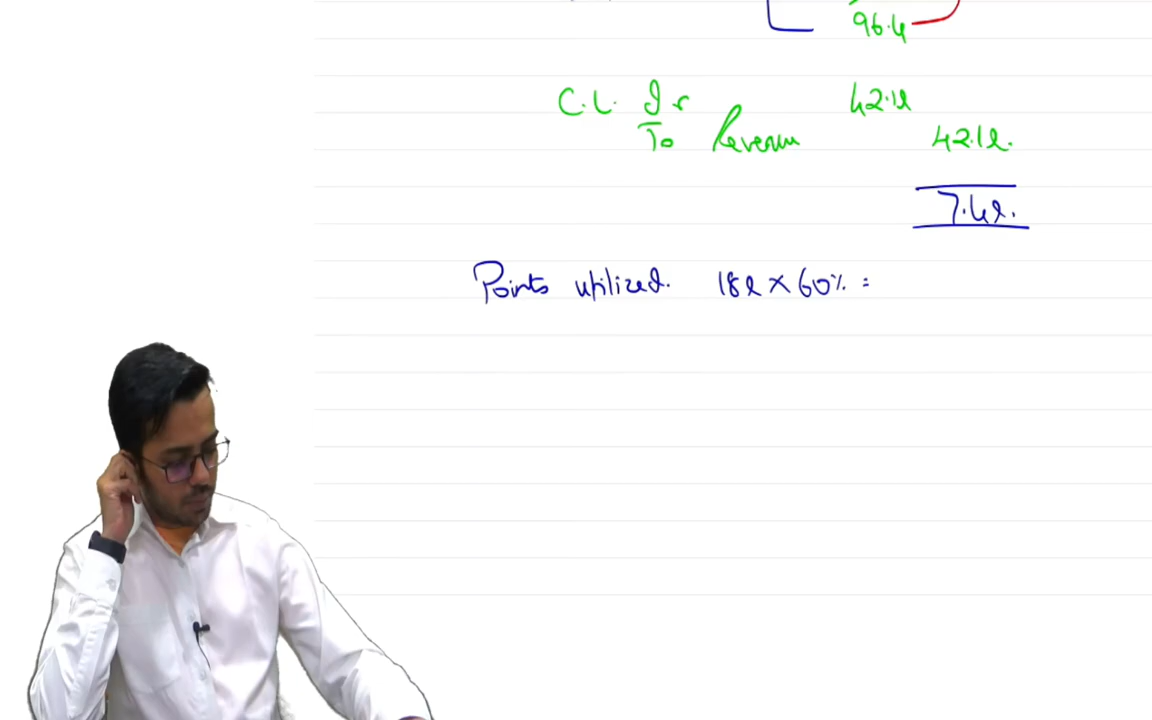 96.4
C.L. Dr 42.1l
To Revenue 42.1l.
7.4l.
Points utilized. 18l × 60% =